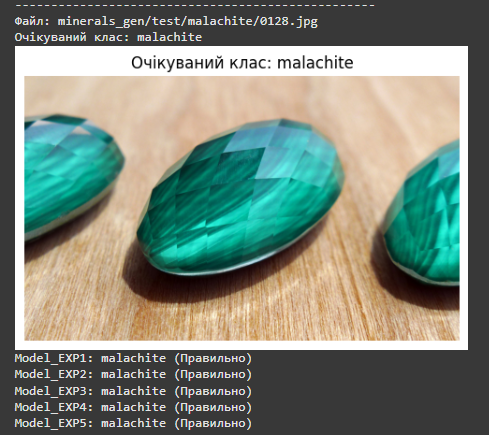 --------------------------------------------------
Файл: minerals_gen/test/malachite/0128.jpg
Очікуваний клас: malachite
Очікуваний клас: malachite
Model_EXP1: malachite (Правильно)
Model_EXP2: malachite (Правильно)
Model_EXP3: malachite (Правильно)
Model_EXP4: malachite (Правильно)
Model_EXP5: malachite (Правильно)